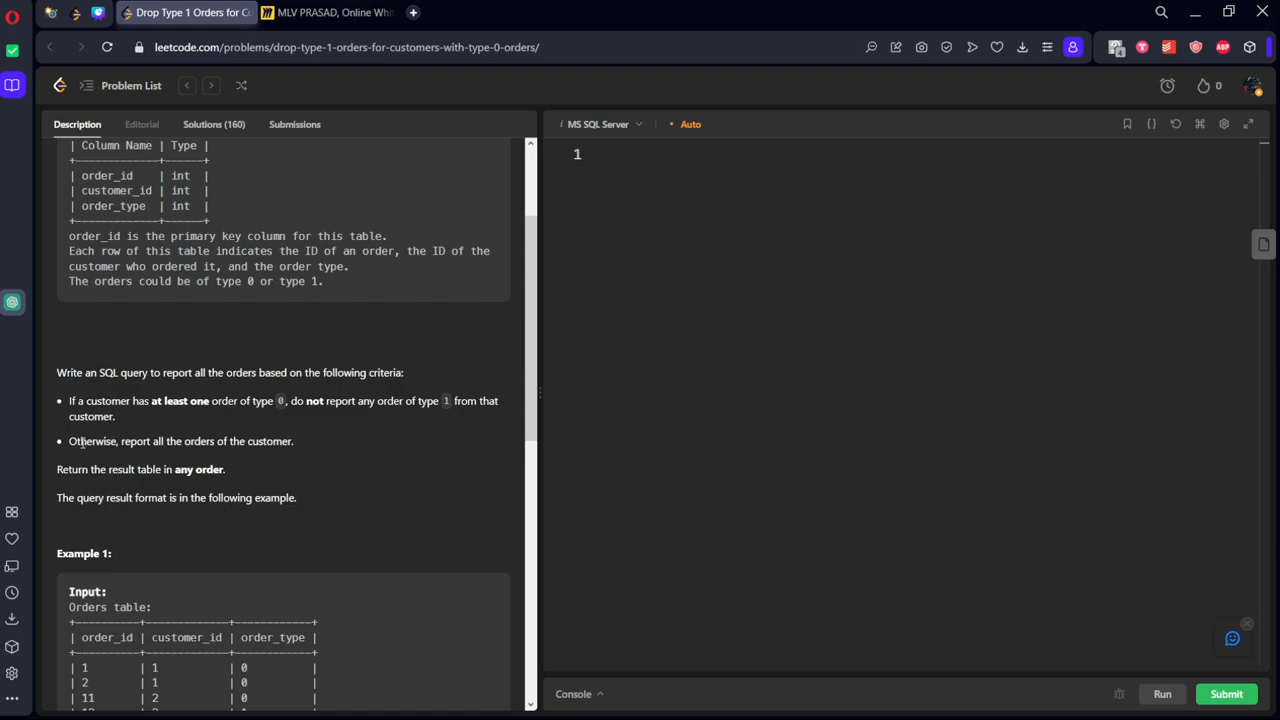 Drop Type 1 Orders for Cu
MLV PRASAD, Online Whi
leetcode.com/problems/drop-type-1-orders-for-customers-with-type-0-orders/
4
ABP
Problem List
0
Description
Editorial
Solutions (160)
Submissions
i MS SQL Server
• Auto
{}
1
| Column Name | Type |
+-------------+------+
| order_id | int |
| customer_id | int |
| order_type | int |
+-------------+------+
order_id is the primary key column for this table.
Each row of this table indicates the ID of an order, the ID of the
customer who ordered it, and the order type.
The orders could be of type 0 or type 1.
Write an SQL query to report all the orders based on the following criteria:
• If a customer has at least one order of type 0, do not report any order of type 1 from that
customer.
• Otherwise, report all the orders of the customer.
Return the result table in any order.
The query result format is in the following example.
Example 1:
Input:
Orders table:
+----------+-------------+------------+
| order_id | customer_id | order_type |
+----------+-------------+------------+
| 1 | 1 | 0 |
| 2 | 1 | 0 |
| 11 | 2 | 0 |
Console
Run
Submit